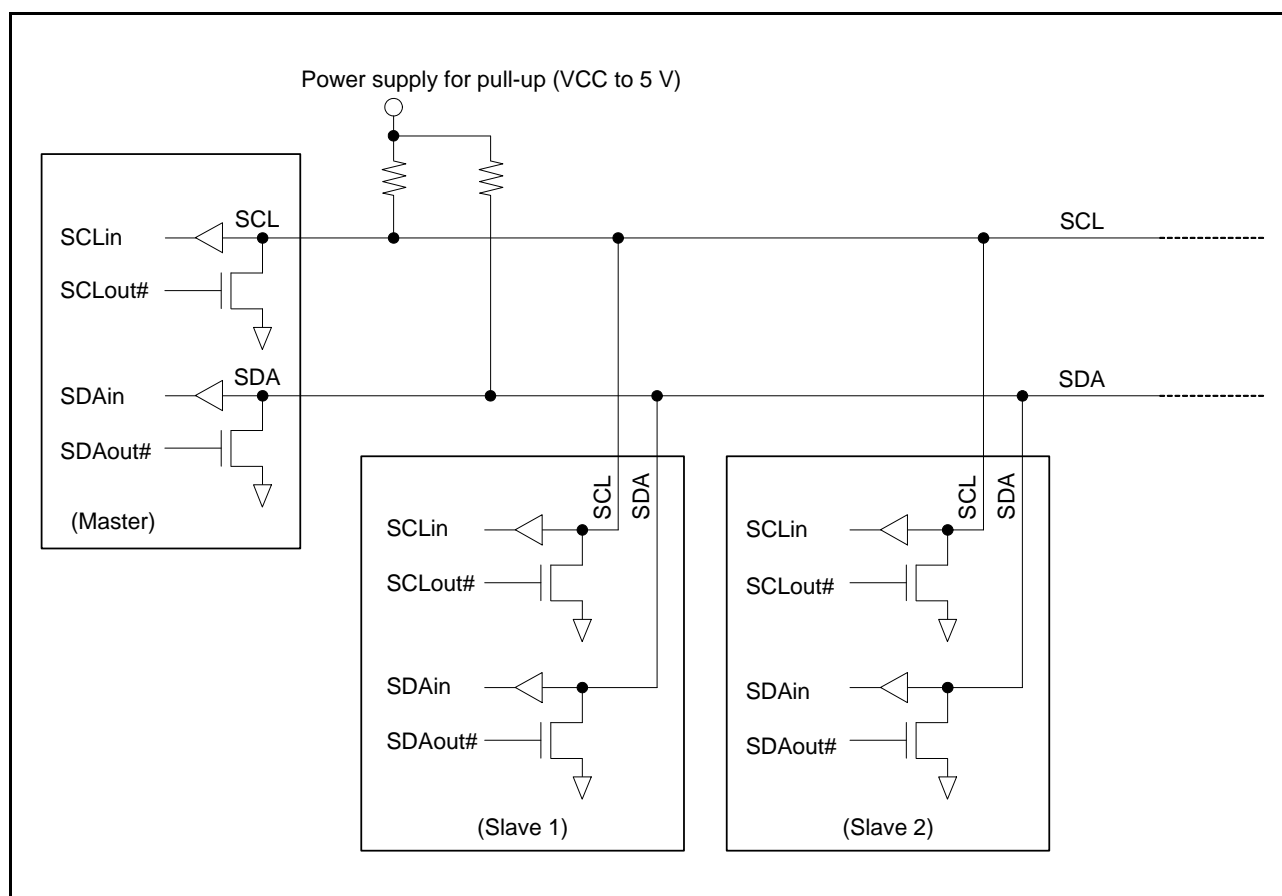 Power supply for pull-up (VCC to 5 V)
SCL
SCLin
SCLout#
SDA
SDAin
SDAout#
(Master)
SCL
SDA
SCL
SDA
SCLin
SCLout#
SDAin
SDAout#
(Slave 1)
SCL
SDA
SCLin
SCLout#
SDAin
SDAout#
(Slave 2)